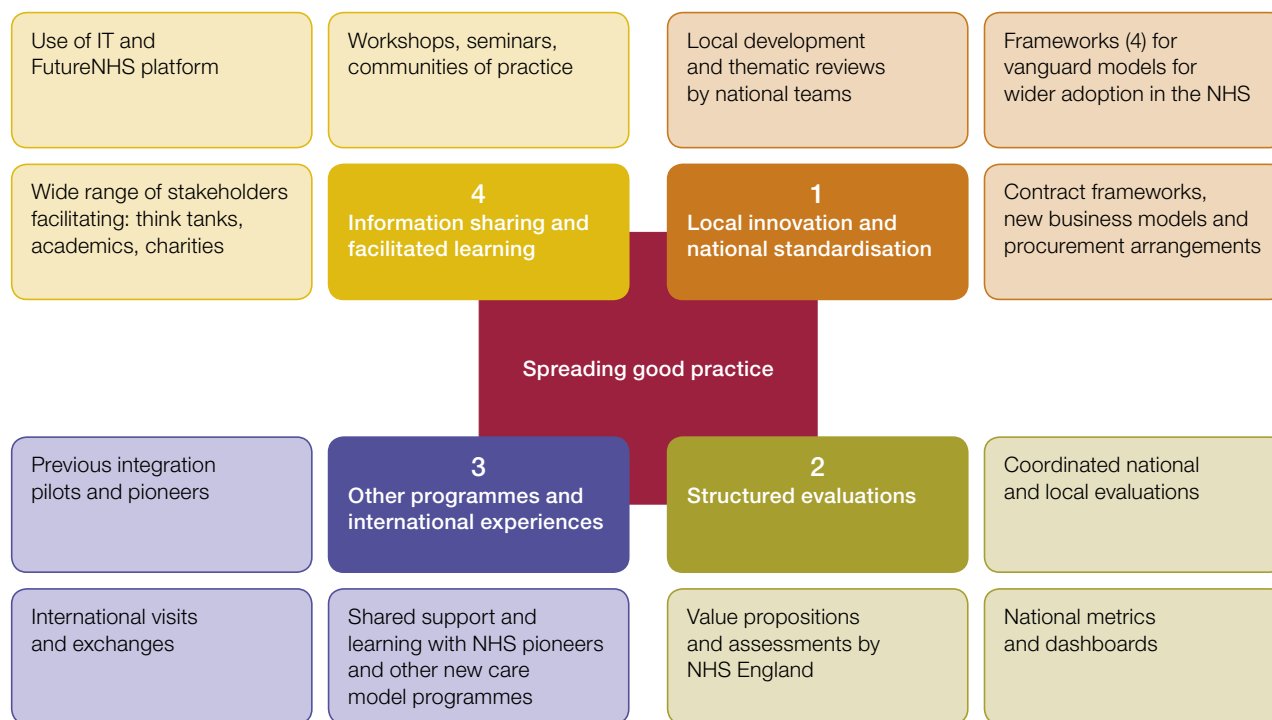 Use of IT and
FutureNHS platform
Workshops, seminars,
communities of practice
Local development
and thematic reviews
by national teams
Frameworks (4) for
vanguard models for
wider adoption in the NHS
Wide range of stakeholders
facilitating: think tanks,
academics, charities
4
Information sharing and
facilitated learning
1
Local innovation and
national standardisation
Contract frameworks,
new business models and
procurement arrangements
Spreading good practice
Previous integration
pilots and pioneers
3
Other programmes and
international experiences
2
Structured evaluations
Coordinated national
and local evaluations
International visits
and exchanges
Shared support and
learning with NHS pioneers
and other new care
model programmes
Value propositions
and assessments by
NHS England
National metrics
and dashboards